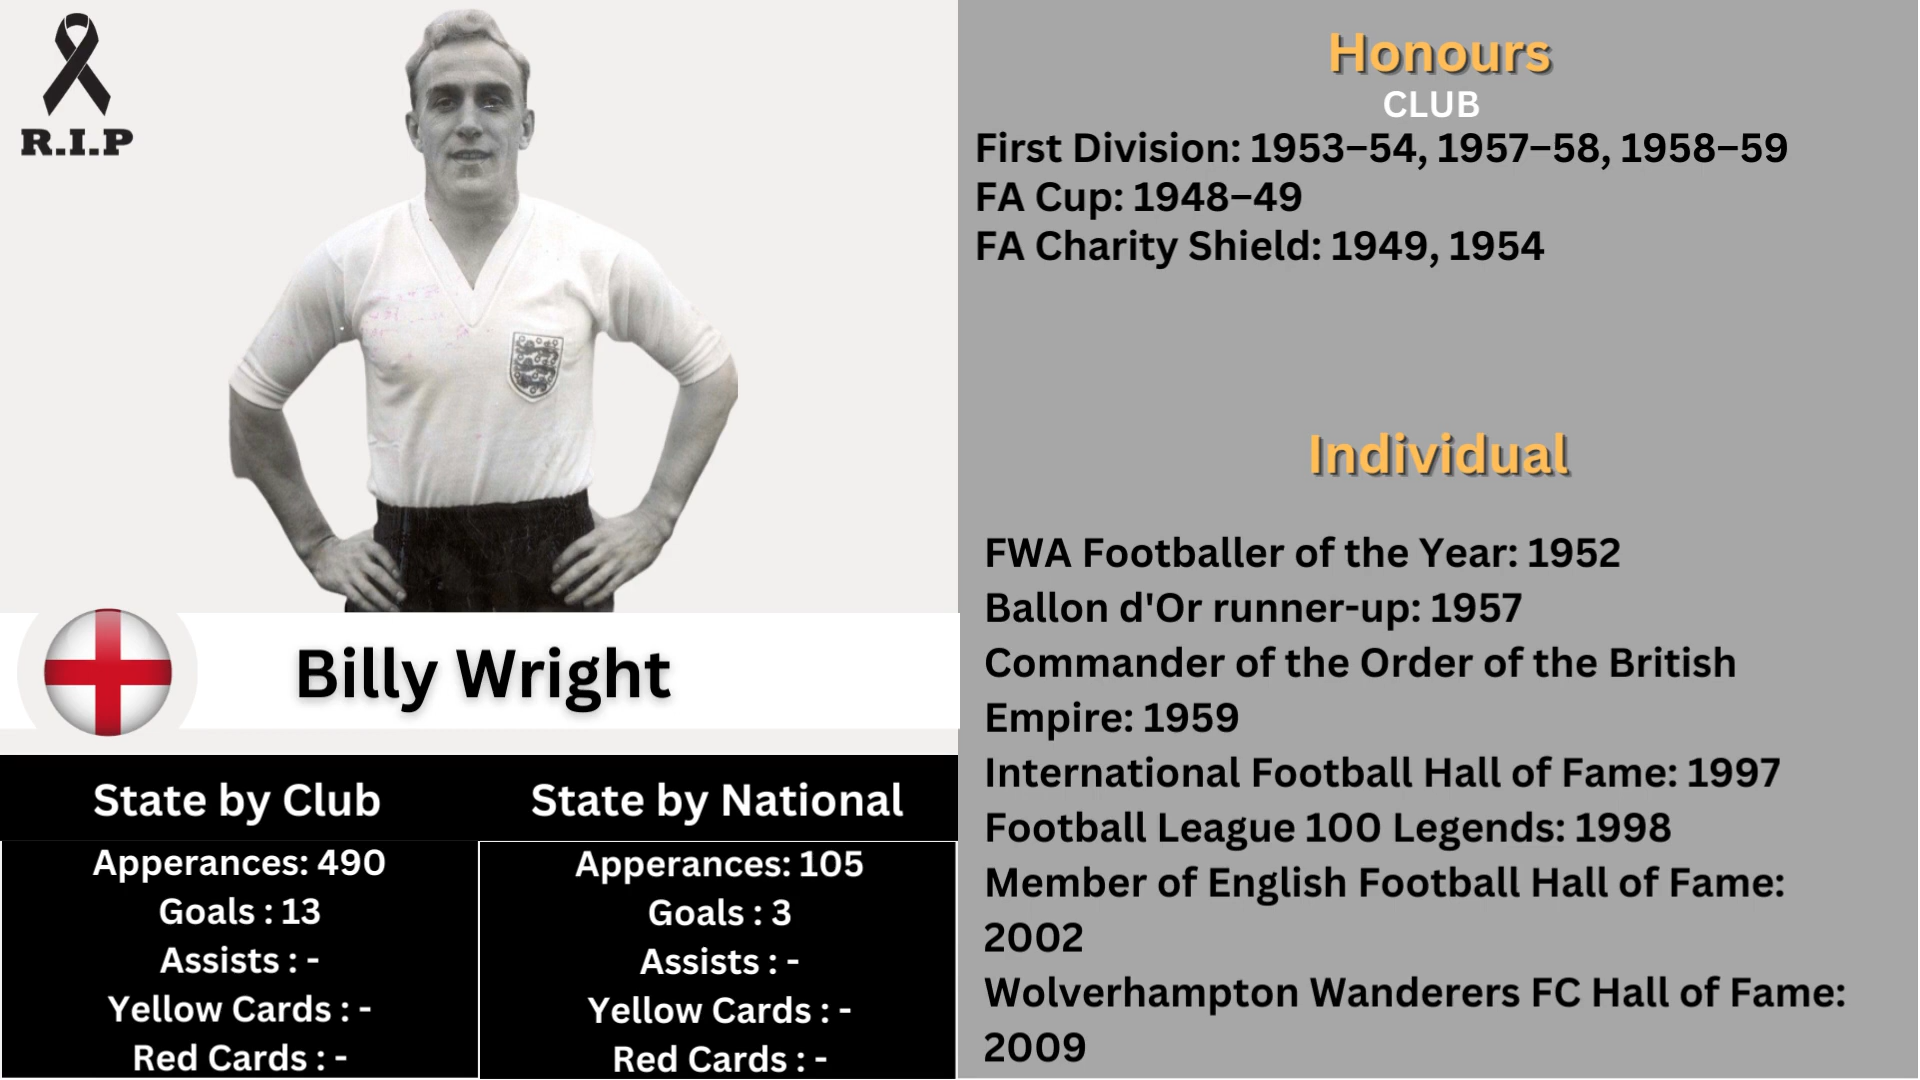 R.I.P
Billy Wright
State by Club
Apperances: 490
Goals : 13
Assists : -
Yellow Cards : -
Red Cards : -
State by National
Apperances: 105
Goals : 3
Assists : -
Yellow Cards : -
Red Cards : -
Honours
CLUB
First Division: 1953–54, 1957–58, 1958–59
FA Cup: 1948–49
FA Charity Shield: 1949, 1954
Individual
FWA Footballer of the Year: 1952
Ballon d'Or runner-up: 1957
Commander of the Order of the British
Empire: 1959
International Football Hall of Fame: 1997
Football League 100 Legends: 1998
Member of English Football Hall of Fame:
2002
Wolverhampton Wanderers FC Hall of Fame:
2009